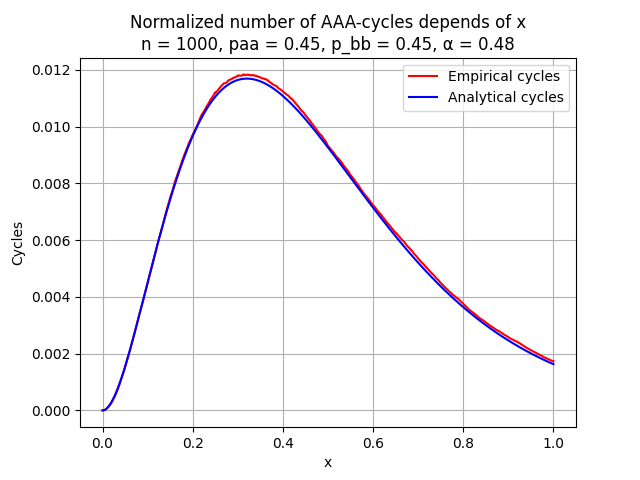 Normalized number of AAA-cycles depends of x
n = 1000, paa = 0.45, p_bb = 0.45, α = 0.48
Empirical cycles
Analytical cycles
Cycles
0.012
0.010
0.008
0.006
0.004
0.002
0.000
0.0 0.2 0.4 0.6 0.8 1.0
x